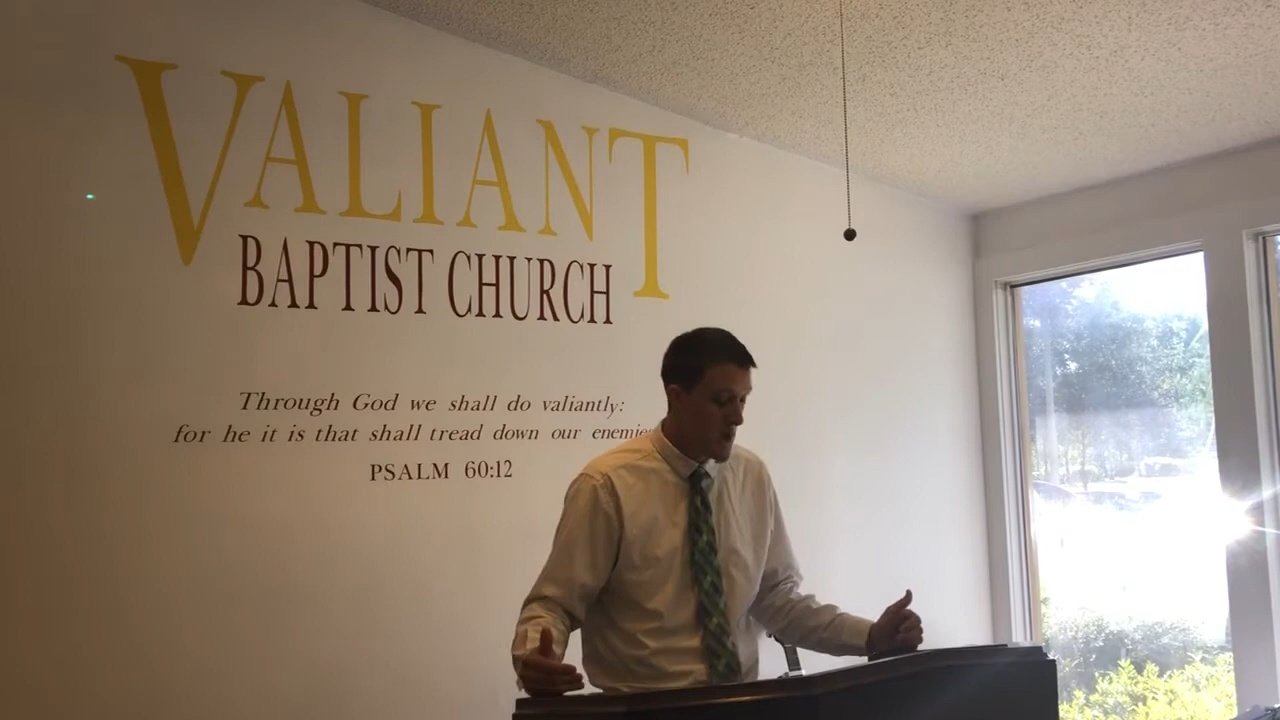 VALIANT
BAPTIST CHURCH
Through God we shall do valiantly:
for he it is that shall tread down our enemies
PSALM 60:12